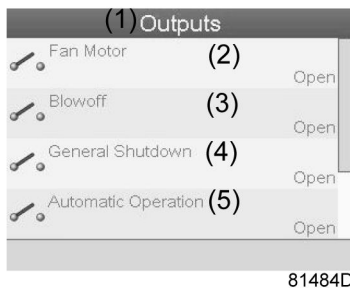 (1) Outputs
Fan Motor (2)
Open
Blowoff (3)
Open
General Shutdown (4)
Open
Automatic Operation (5)
Open
81484D